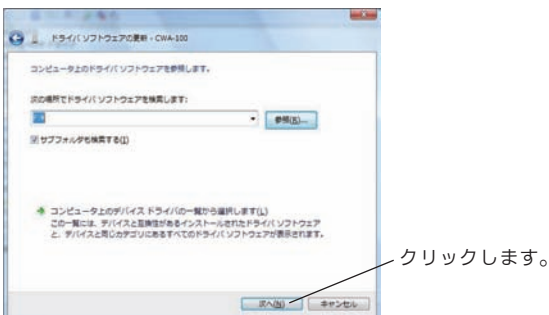 ドライバ ソフトウェアの更新 - CWA-100
コンピュータ上のドライバ ソフトウェアを参照します。
次の場所でドライバ ソフトウェアを検索します:
参照(R)...
サブフォルダも検索する(I)
コンピュータ上のデバイス ドライバの一覧から選択します(L)
この一覧には、デバイスと互換性があるインストールされたドライバ ソフトウェア
と、デバイスと同じカテゴリにあるすべてのドライバ ソフトウェアが表示されます。
クリックします。
次へ(N)
キャンセル